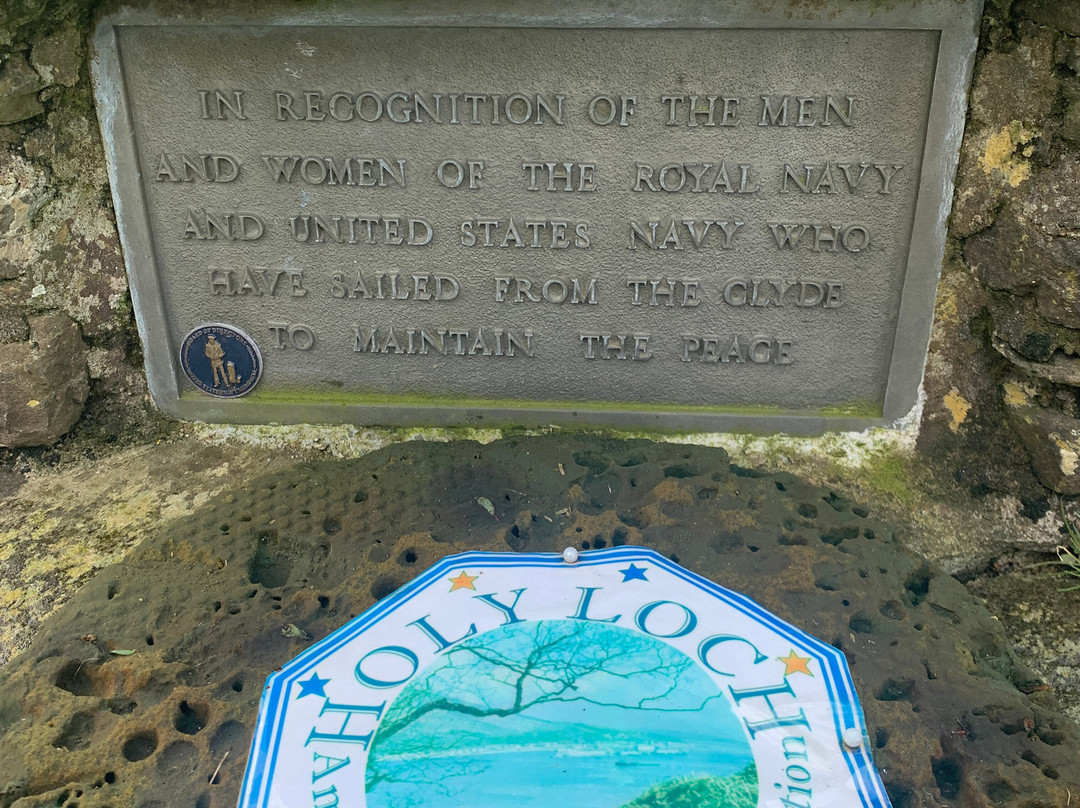 IN RECOGNITION OF THE MEN
AND WOMEN OF THE ROYAL NAVY
AND UNITED STATES NAVY WHO
HAVE SAILED FROM THE CLYDE
TO MAINTAIN THE PEACE
HOLY LOCH